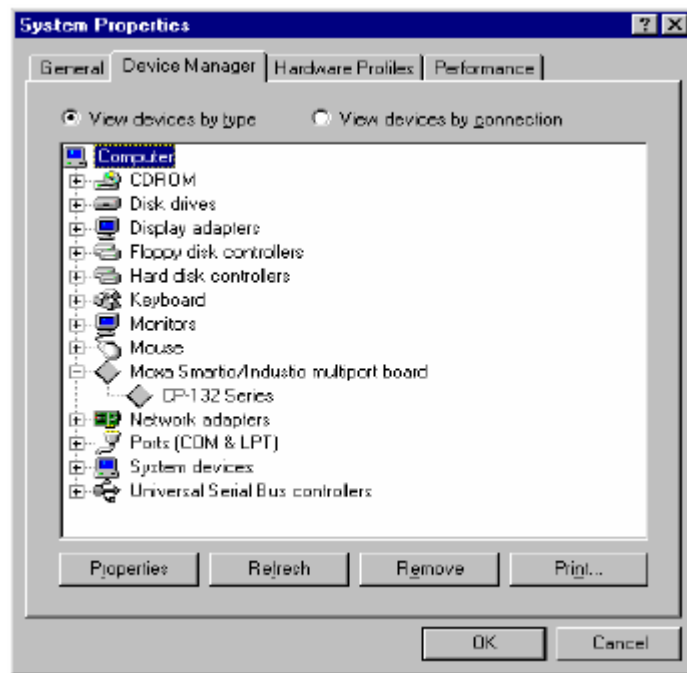 System Properties
General Device Manager Hardware Profiles Performance
View devices by type View devices by connection
Computer
CDROM
Disk drives
Display adapters
Floppy disk controllers
Hard disk controllers
Keyboard
Monitors
Mouse
Moxa Smartio/Industio multiport board
CP-132 Series
Network adapters
Ports (COM & LPT)
System devices
Universal Serial Bus controllers
Properties Refresh Remove Print...
OK Cancel